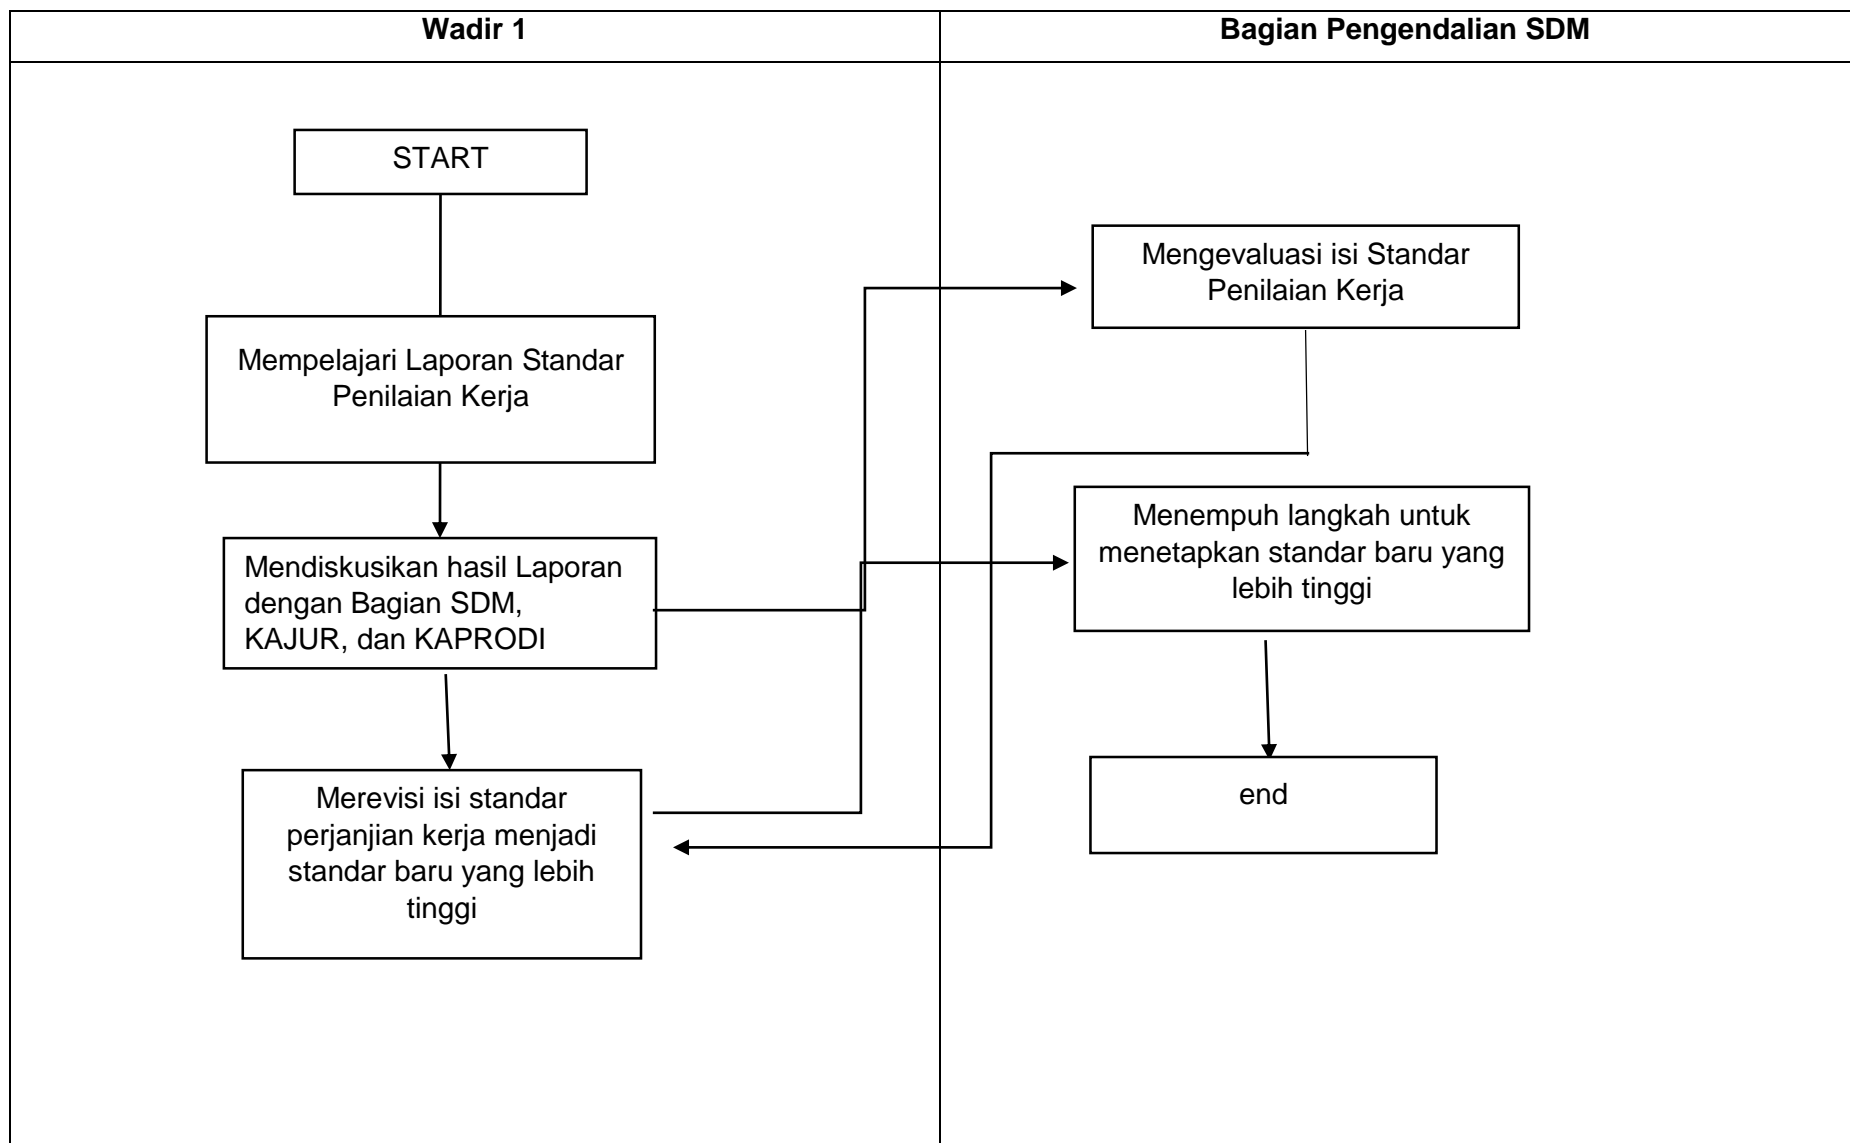 Wadir 1
Bagian Pengendalian SDM
START
Mempelajari Laporan Standar
Penilaian Kerja
Mendiskusikan hasil Laporan
dengan Bagian SDM,
KAJUR, dan KAPRODI
Merevisi isi standar
perjanjian kerja menjadi
standar baru yang lebih
tinggi
Mengevaluasi isi Standar
Penilaian Kerja
Menempuh langkah untuk
menetapkan standar baru yang
lebih tinggi
end